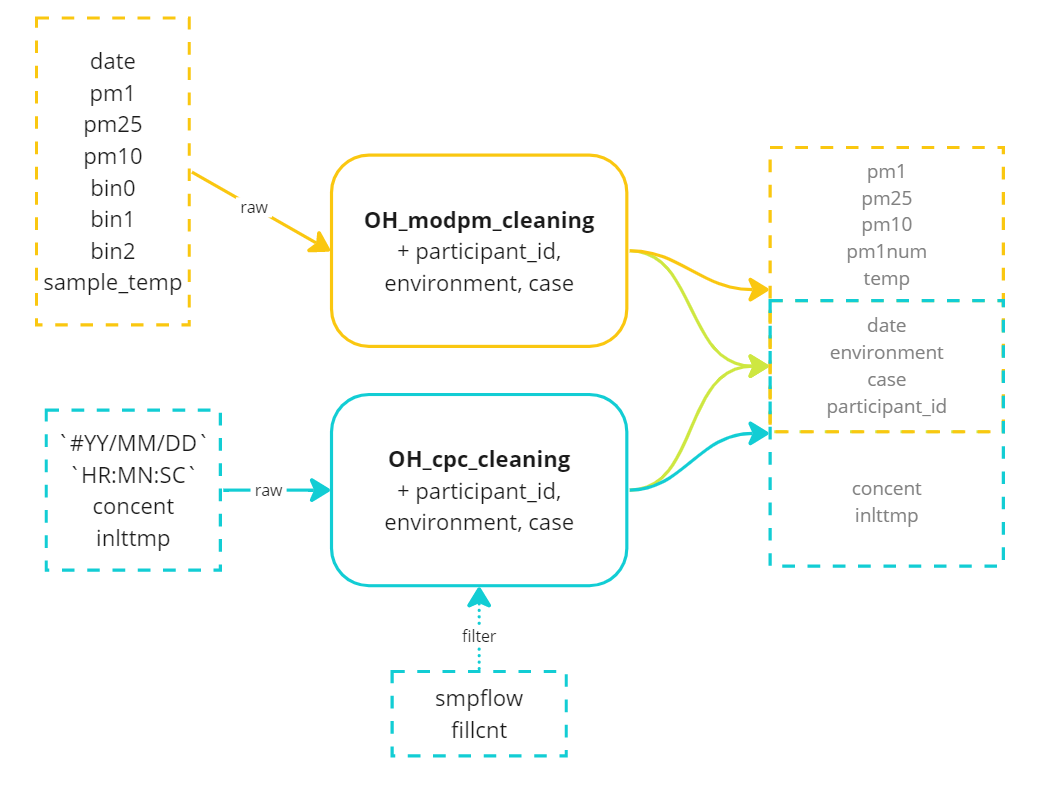 date
pm1
pm25
pm10
bin0
bin1
bin2
sample_temp
raw
OH_modpm_cleaning
+ participant_id,
environment, case
pm1
pm25
pm10
pm1num
temp
date
environment
case
participant_id
concent
inlttmp
`#YY/MM/DD`
`HR:MN:SC`
concent
inlttmp
raw
OH_cpc_cleaning
+ participant_id,
environment, case
filter
smpflow
fillcnt